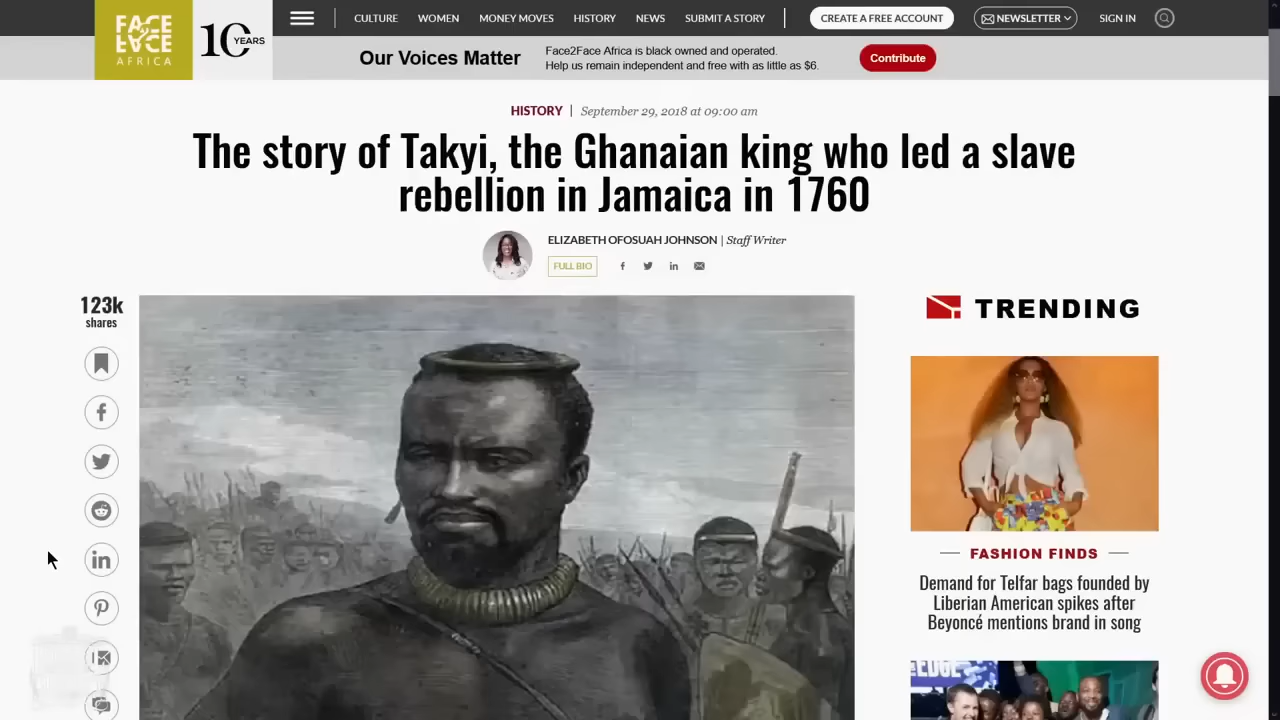 FACE
2
FACE
AFRICA
10 YEARS
CULTURE
WOMEN
MONEY MOVES
HISTORY
NEWS
SUBMIT A STORY
CREATE A FREE ACCOUNT
NEWSLETTER
SIGN IN
Our Voices Matter
Face2Face Africa is black owned and operated.
Help us remain independent and free with as little as $6.
Contribute
HISTORY | September 29, 2018 at 09:00 am
The story of Takyi, the Ghanaian king who led a slave
rebellion in Jamaica in 1760
ELIZABETH OFOSUAH JOHNSON | Staff Writer
FULL BIO
123k
shares
TRENDING
FASHION FINDS
Demand for Telfar bags founded by
Liberian American spikes after
Beyoncé mentions brand in song